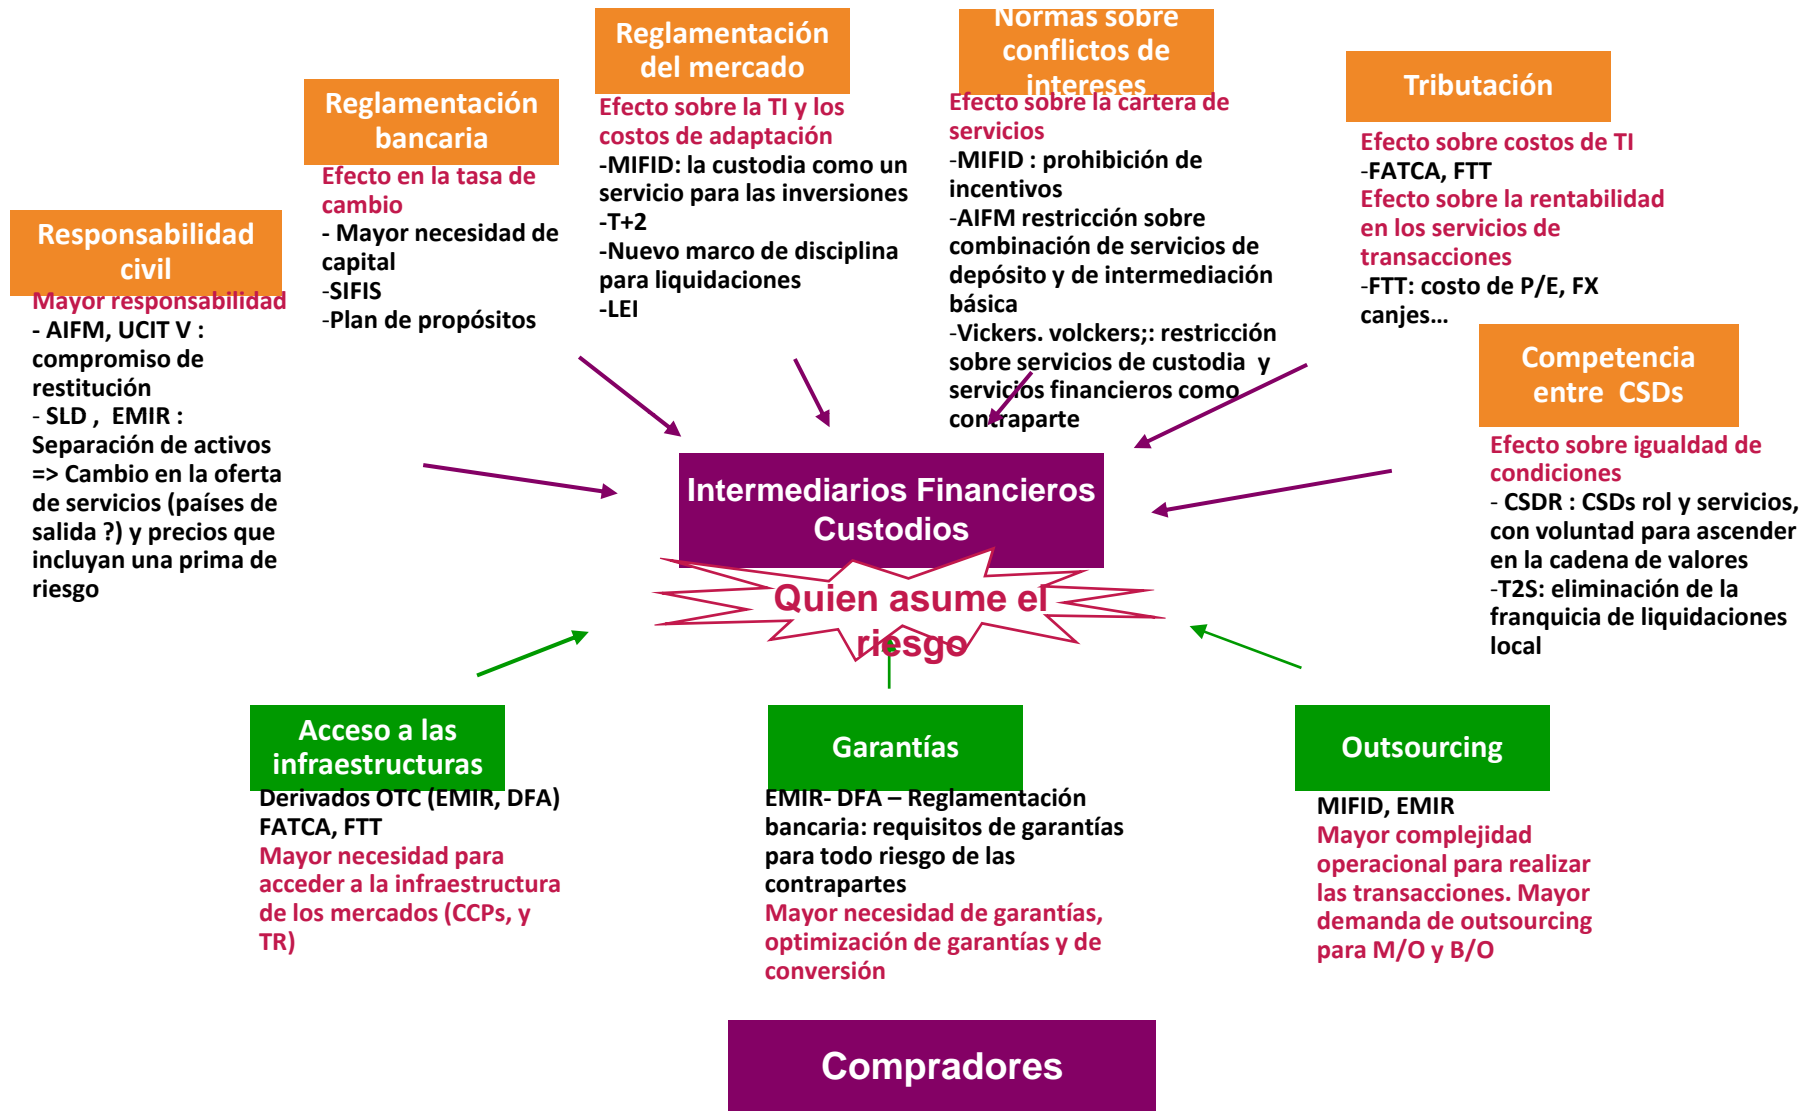 Responsabilidad
civil
Mayor responsabilidad
- AIFM, UCIT V :
compromiso de
restitución
- SLD , EMIR :
Separación de activos
=> Cambio en la oferta
de servicios (países de
salida ?) y precios que
incluyan una prima de
riesgo
Reglamentación
bancaria
Efecto en la tasa de
cambio
- Mayor necesidad de
capital
-SIFIS
-Plan de propósitos
Reglamentación
del mercado
Efecto sobre la TI y los
costos de adaptación
-MIFID: la custodia como un
servicio para las inversiones
-T+2
-Nuevo marco de disciplina
para liquidaciones
-LEI
Normas sobre
conflictos de
intereses
Efecto sobre la cartera de
servicios
-MIFID : prohibición de
incentivos
-AIFM restricción sobre
combinación de servicios de
depósito y de intermediación
básica
-Vickers. volckers;: restricción
sobre servicios de custodia y
servicios financieros como
contraparte
Tributación
Efecto sobre costos de TI
-FATCA, FTT
Efecto sobre la rentabilidad
en los servicios de
transacciones
-FTT: costo de P/E, FX
canjes...
Competencia
entre CSDs
Efecto sobre igualdad de
condiciones
- CSDR : CSDs rol y servicios,
con voluntad para ascender
en la cadena de valores
-T2S: eliminación de la
franquicia de liquidaciones
local
Intermediarios Financieros
Custodios
Quien asume el
riesgo
Acceso a las
infraestructuras
Derivados OTC (EMIR, DFA)
FATCA, FTT
Mayor necesidad para
acceder a la infraestructura
de los mercados (CCPs, y
TR)
Garantías
EMIR- DFA – Reglamentación
bancaria: requisitos de garantías
para todo riesgo de las
contrapartes
Mayor necesidad de garantías,
optimización de garantías y de
conversión
Outsourcing
MIFID, EMIR
Mayor complejidad
operacional para realizar
las transacciones. Mayor
demanda de outsourcing
para M/O y B/O
Compradores